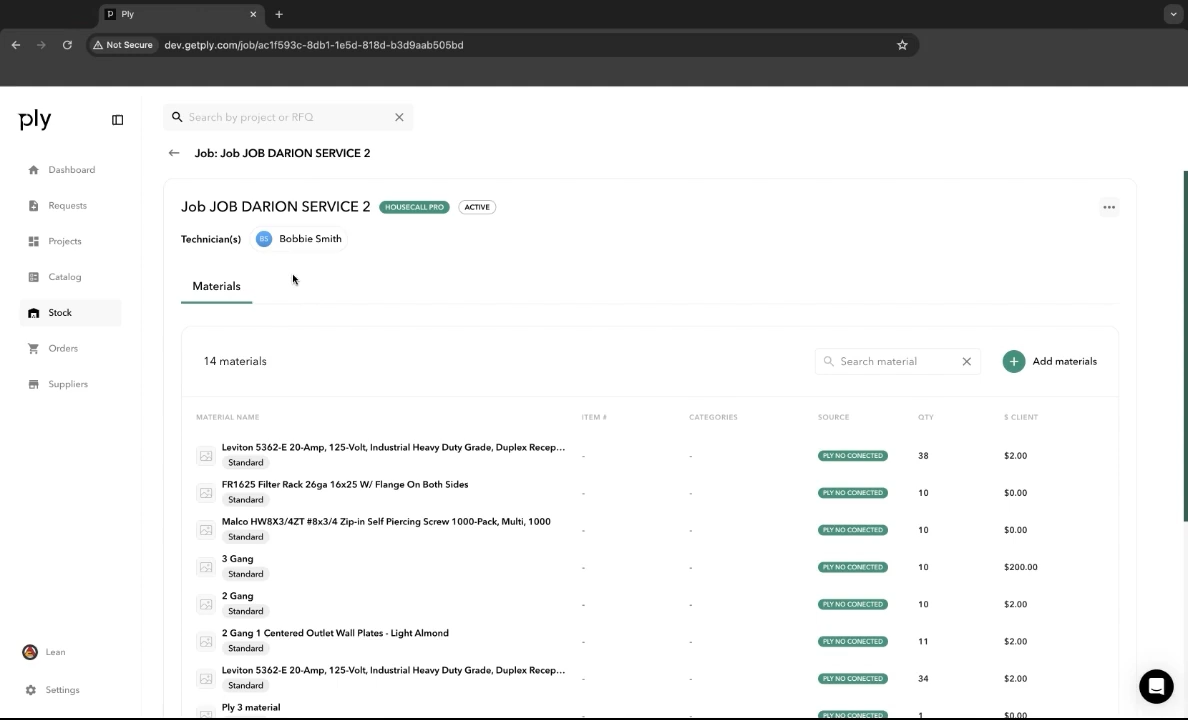 Ply
Not Secure dev.getply.com/job/ac1f593c-8db1-1e5d-818d-b3d9aab505bd
ply
Search by project or RFQ
Job: Job JOB DARION SERVICE 2
Dashboard
Requests
Projects
Catalog
Stock
Orders
Suppliers
Lean
Settings
Job JOB DARION SERVICE 2 HOUSECALL PRO ACTIVE
Technician(s) BS Bobbie Smith
Materials
14 materials Search material Add materials
MATERIAL NAME ITEM # CATEGORIES SOURCE QTY $ CLIENT
Leviton 5362-E 20-Amp, 125-Volt, Industrial Heavy Duty Grade, Duplex Recep... - - PLY NO CONECTED 38 $2.00
Standard
FR1625 Filter Rack 26ga 16x25 W/ Flange On Both Sides - - PLY NO CONECTED 10 $0.00
Standard
Malco HW8X3/4ZT #8x3/4 Zip-in Self Piercing Screw 1000-Pack, Multi, 1000 - - PLY NO CONECTED 10 $0.00
Standard
3 Gang - - PLY NO CONECTED 10 $200.00
Standard
2 Gang - - PLY NO CONECTED 10 $2.00
Standard
2 Gang 1 Centered Outlet Wall Plates - Light Almond - - PLY NO CONECTED 11 $2.00
Standard
Leviton 5362-E 20-Amp, 125-Volt, Industrial Heavy Duty Grade, Duplex Recep... - - PLY NO CONECTED 34 $2.00
Standard
Ply 3 material - - PLY NO CONECTED 1 $0.00